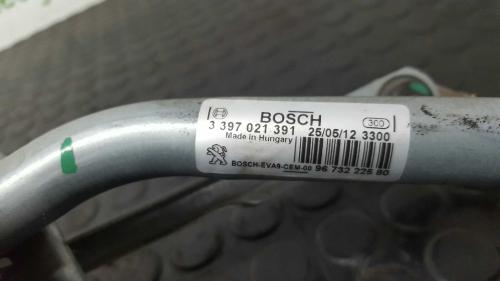 BOSCH
300
3 397 021 391 25/05/12 3300
Made in Hungary
BOSCH-EVA9-CEM-00 96 732 225 80